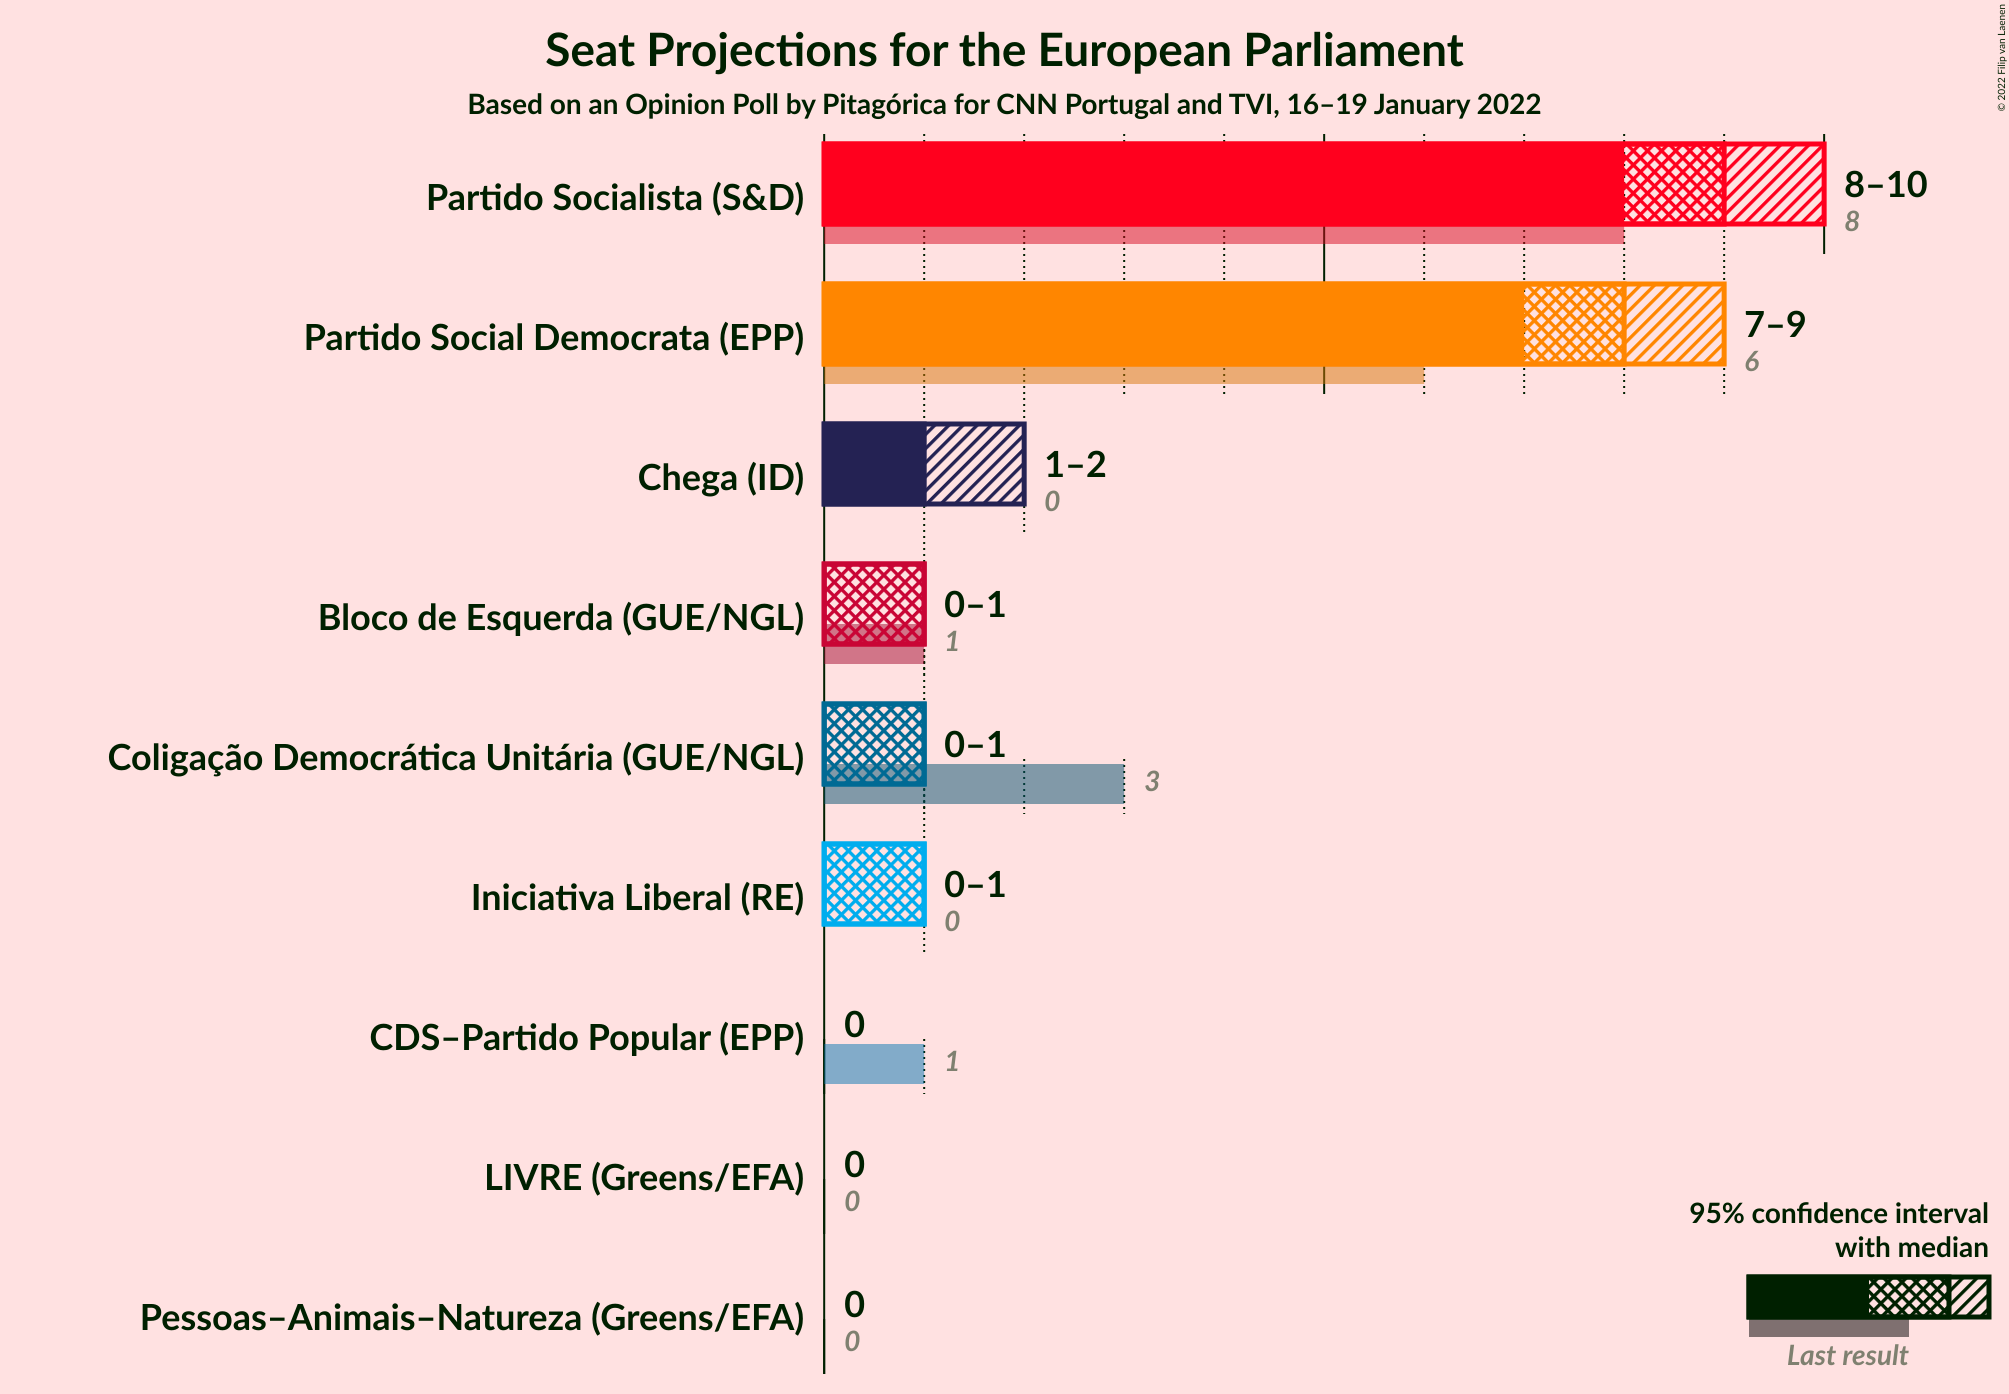 Seat Projections for the European Parliament
Based on an Opinion Poll by Pitagórica for CNN Portugal and TVI, 16–19 January 2022
© 2022 Filip van Laenen
Partido Socialista (S&D)
8–10
8
Partido Social Democrata (EPP)
7–9
6
Chega (ID)
1–2
0
Bloco de Esquerda (GUE/NGL)
0–1
1
Coligação Democrática Unitária (GUE/NGL)
0–1
3
Iniciativa Liberal (RE)
0–1
0
CDS–Partido Popular (EPP)
0
1
LIVRE (Greens/EFA)
0
0
Pessoas–Animais–Natureza (Greens/EFA)
0
0
95% confidence interval
with median
Last result